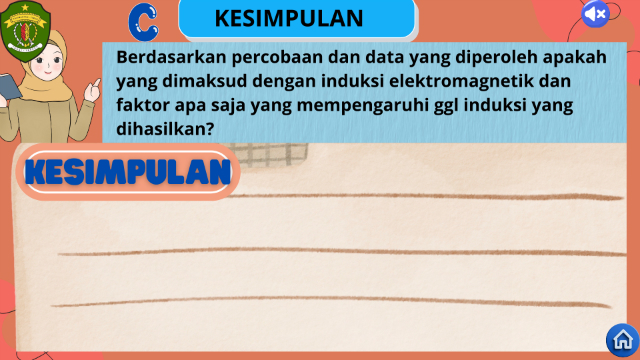 C
KESIMPULAN
Berdasarkan percobaan dan data yang diperoleh apakah
yang dimaksud dengan induksi elektromagnetik dan
faktor apa saja yang mempengaruhi ggl induksi yang
dihasilkan?
KESIMPULAN